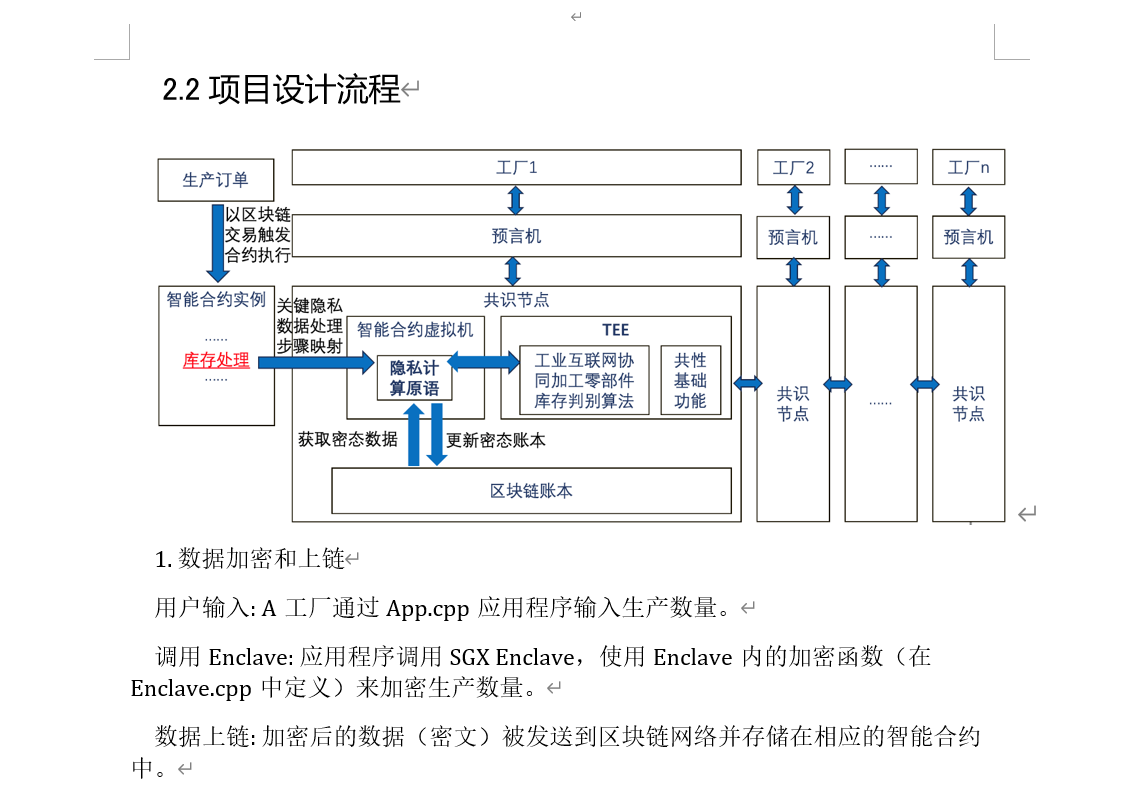 2.2 项目设计流程
生产订单
工厂1
工厂2
......
工厂n
以区块链
交易触发
合约执行
预言机
预言机
......
预言机
智能合约实例
......
库存处理
......
关键隐私
数据处理
步骤映射
共识节点
智能合约虚拟机
隐私计
算原语
TEE
工业互联网协
同加工零部件
库存判别算法
共性
基础
功能
获取密态数据
更新密态账本
区块链账本
共识
节点
......
共识
节点
1. 数据加密和上链
用户输入: A 工厂通过 App.cpp 应用程序输入生产数量。
调用 Enclave: 应用程序调用 SGX Enclave，使用 Enclave 内的加密函数（在
Enclave.cpp 中定义）来加密生产数量。
数据上链: 加密后的数据（密文）被发送到区块链网络并存储在相应的智能合约
中。